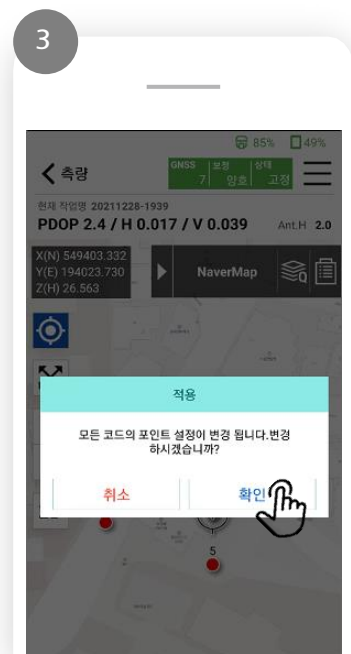 3
85% 49%
측량
GNSS 보정 상태
7 양호 고정
현재 작업명 20211228-1939
PDOP 2.4 / H 0.017 / V 0.039 Ant.H 2.0
X(N) 549403.332
Y(E) 194023.730
Z(H) 26.563
NaverMap
적용
모든 코드의 포인트 설정이 변경 됩니다.변경
하시겠습니까?
취소 확인
5